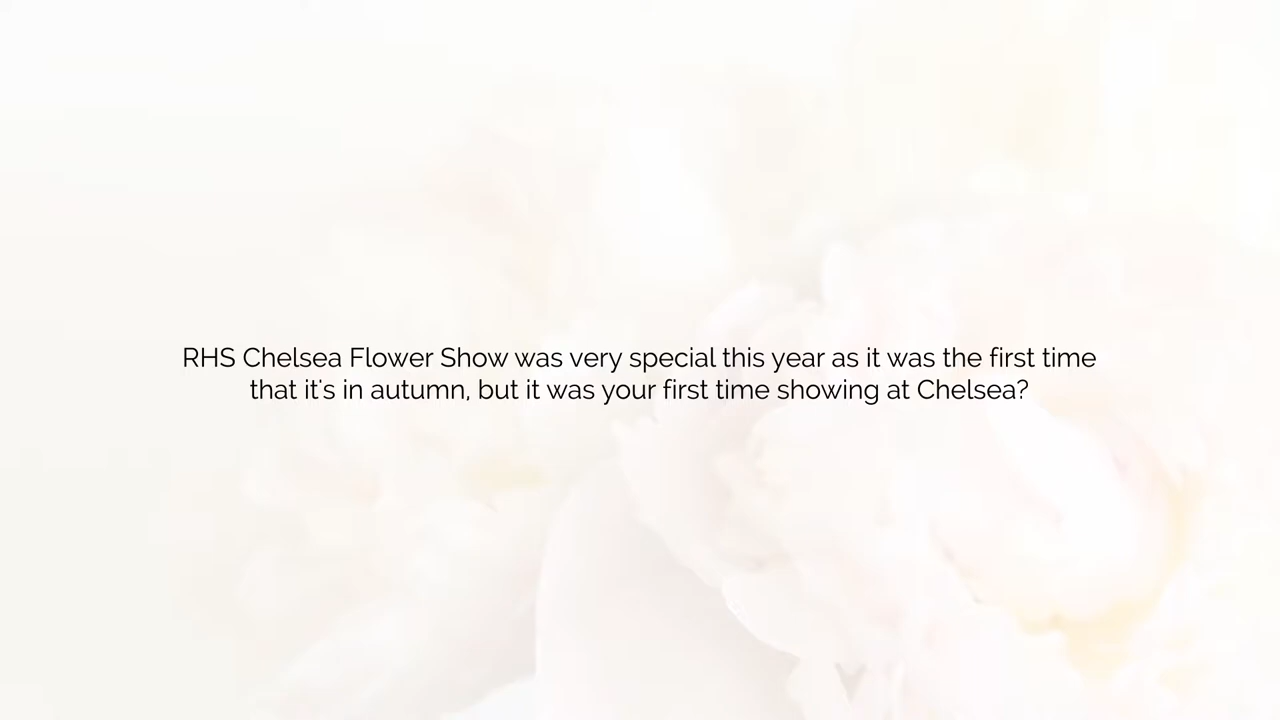 RHS Chelsea Flower Show was very special this year as it was the first time
that it's in autumn, but it was your first time showing at Chelsea?